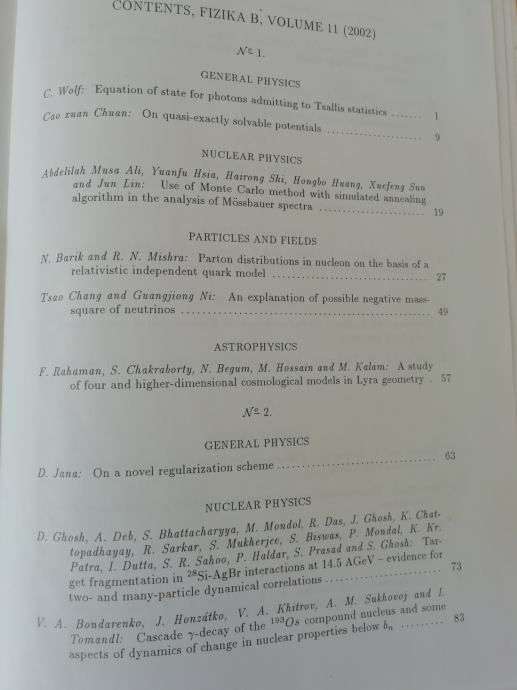 CONTENTS, FIZIKA B, VOLUME 11 (2002)
№ 1.
GENERAL PHYSICS
C. Wolf: Equation of state for photons admitting to Tsallis statistics ....... 1
Cao xuan Chuan: On quasi-exactly solvable potentials .................... 9
NUCLEAR PHYSICS
Abdelilah Musa Ali, Yuanfu Hsia, Hairong Shi, Hongbo Huang, Xuefeng Sun
and Jun Lin: Use of Monte Carlo method with simulated annealing
algorithm in the analysis of Mössbauer spectra ...................... 19
PARTICLES AND FIELDS
N. Barik and R. N. Mishra: Parton distributions in nucleon on the basis of a
relativistic independent quark model ................................ 27
Tsao Chang and Guangjiong Ni: An explanation of possible negative mass-
square of neutrinos .................................................... 49
ASTROPHYSICS
F. Rahaman, S. Chakraborty, N. Begum, M. Hossain and M. Kalam: A study
of four and higher-dimensional cosmological models in Lyra geometry . 57
№ 2.
GENERAL PHYSICS
D. Jana: On a novel regularization scheme ................................. 63
NUCLEAR PHYSICS
D. Ghosh, A. Deb, S. Bhattacharyya, M. Mondol, R. Das, J. Ghosh, K. Chat-
topadhayay, R. Sarkar, S. Mukherjee, S. Biswas, P. Mondal, K. Kr.
Patra, I. Dutta, S. R. Sahoo, P. Haldar, S. Prasad and S. Ghosh: Tar-
get fragmentation in ²⁸Si-AgBr interactions at 14.5 AGeV – evidence for
two- and many-particle dynamical correlations ........................ 73
V. A. Bondarenko, J. Honzátko, V. A. Khitrov, A. M. Sukhovoj and I.
Tomandl: Cascade γ-decay of the ¹⁹³Os compound nucleus and some
aspects of dynamics of change in nuclear properties below bₙ ......... 83